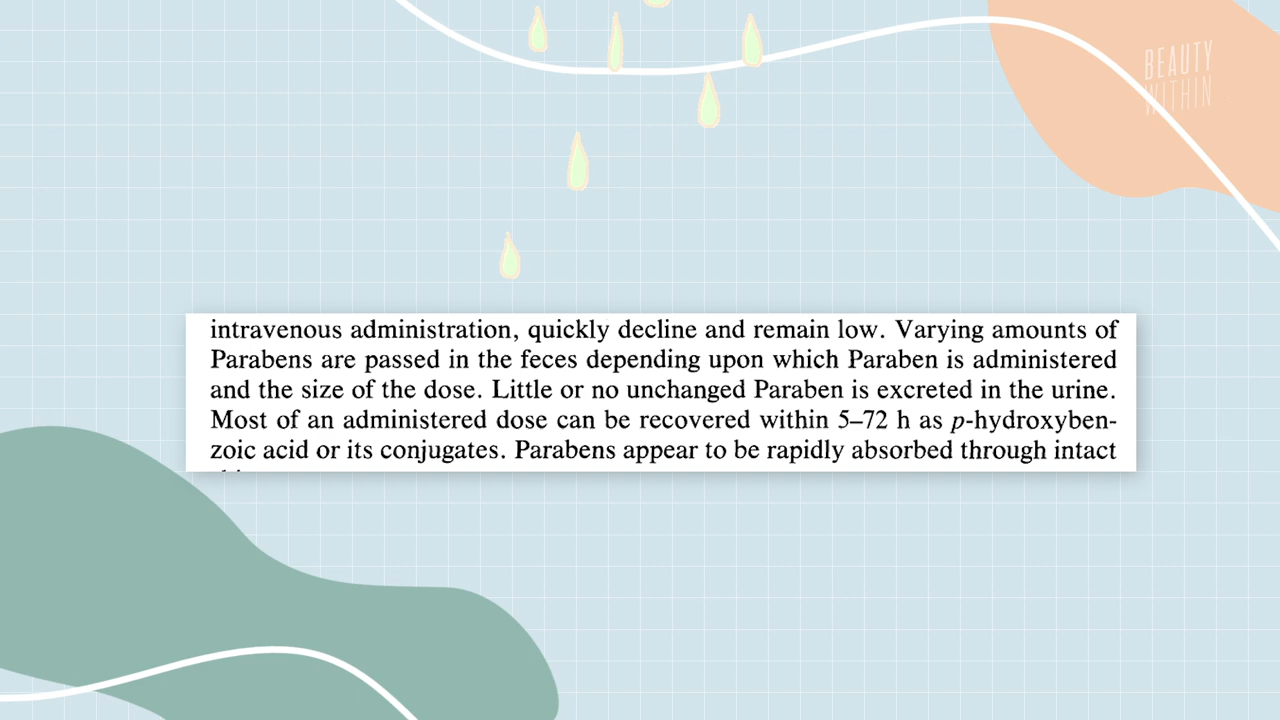 BEAUTY
WITHIN
intravenous administration, quickly decline and remain low. Varying amounts of
Parabens are passed in the feces depending upon which Paraben is administered
and the size of the dose. Little or no unchanged Paraben is excreted in the urine.
Most of an administered dose can be recovered within 5–72 h as p-hydroxyben-
zoic acid or its conjugates. Parabens appear to be rapidly absorbed through intact